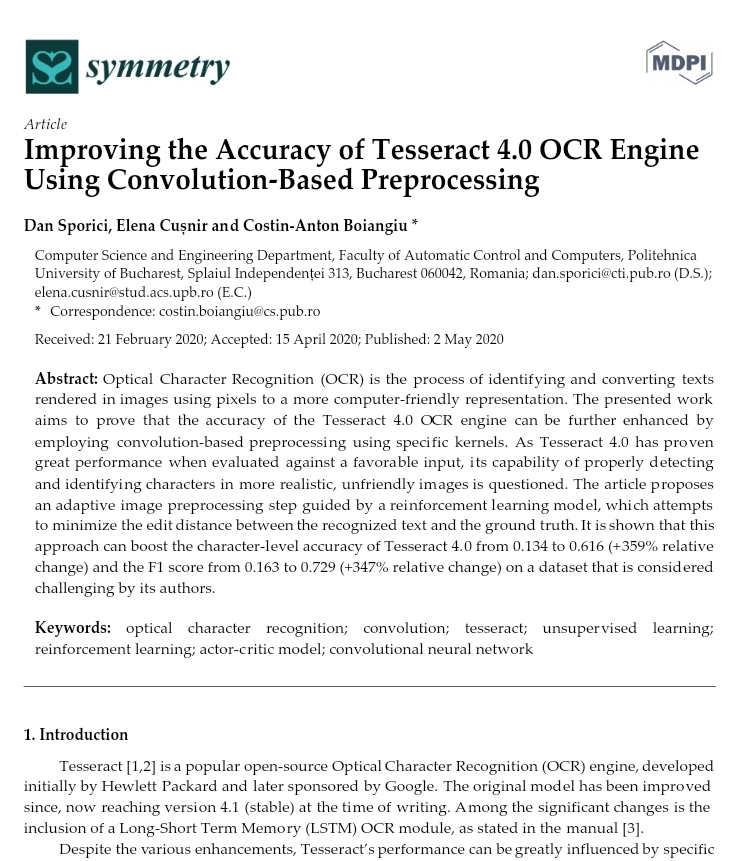 symmetry
MDPI
Article
Improving the Accuracy of Tesseract 4.0 OCR Engine
Using Convolution-Based Preprocessing
Dan Sporici, Elena Cușnir and Costin-Anton Boiangiu *
Computer Science and Engineering Department, Faculty of Automatic Control and Computers, Politehnica
University of Bucharest, Splaiul Independenței 313, Bucharest 060042, Romania; dan.sporici@cti.pub.ro (D.S.);
elena.cusnir@stud.acs.upb.ro (E.C.)
* Correspondence: costin.boiangiu@cs.pub.ro
Received: 21 February 2020; Accepted: 15 April 2020; Published: 2 May 2020
Abstract: Optical Character Recognition (OCR) is the process of identifying and converting texts
rendered in images using pixels to a more computer-friendly representation. The presented work
aims to prove that the accuracy of the Tesseract 4.0 OCR engine can be further enhanced by
employing convolution-based preprocessing using specific kernels. As Tesseract 4.0 has proven
great performance when evaluated against a favorable input, its capability of properly detecting
and identifying characters in more realistic, unfriendly images is questioned. The article proposes
an adaptive image preprocessing step guided by a reinforcement learning model, which attempts
to minimize the edit distance between the recognized text and the ground truth. It is shown that this
approach can boost the character-level accuracy of Tesseract 4.0 from 0.134 to 0.616 (+359% relative
change) and the F1 score from 0.163 to 0.729 (+347% relative change) on a dataset that is considered
challenging by its authors.
Keywords: optical character recognition; convolution; tesseract; unsupervised learning;
reinforcement learning; actor-critic model; convolutional neural network
1. Introduction
Tesseract [1,2] is a popular open-source Optical Character Recognition (OCR) engine, developed
initially by Hewlett Packard and later sponsored by Google. The original model has been improved
since, now reaching version 4.1 (stable) at the time of writing. Among the significant changes is the
inclusion of a Long-Short Term Memory (LSTM) OCR module, as stated in the manual [3].
Despite the various enhancements, Tesseract's performance can be greatly influenced by specific